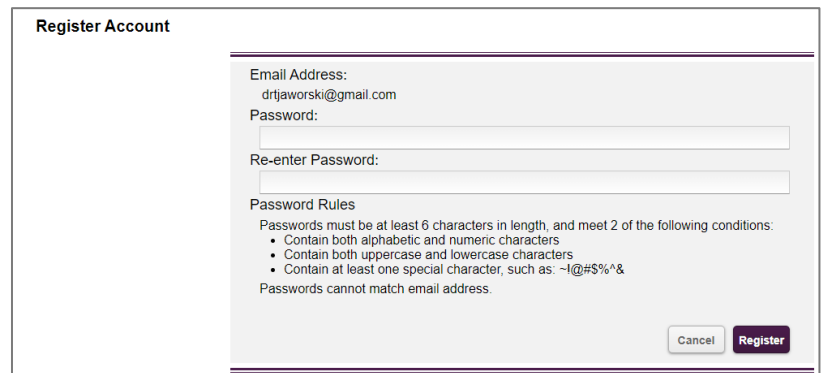 Register Account
Email Address:
drtjaworski@gmail.com
Password:
Re-enter Password:
Password Rules
Passwords must be at least 6 characters in length, and meet 2 of the following conditions:
• Contain both alphabetic and numeric characters
• Contain both uppercase and lowercase characters
• Contain at least one special character, such as: ~!@#$%^&
Passwords cannot match email address.
Cancel Register